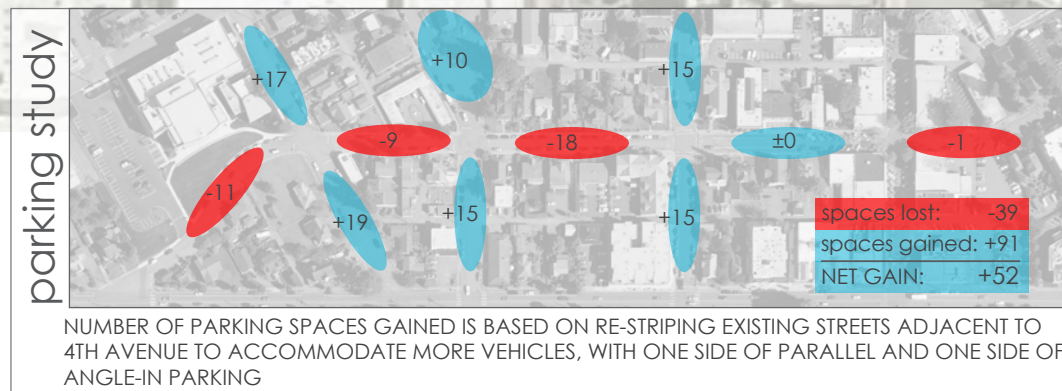 parking study
+17
+10
+15
-9
-18
±0
-1
-11
+19
+15
+15
spaces lost: -39
spaces gained: +91
NET GAIN: +52
NUMBER OF PARKING SPACES GAINED IS BASED ON RE-STRIPING EXISTING STREETS ADJACENT TO
4TH AVENUE TO ACCOMMODATE MORE VEHICLES, WITH ONE SIDE OF PARALLEL AND ONE SIDE OF
ANGLE-IN PARKING